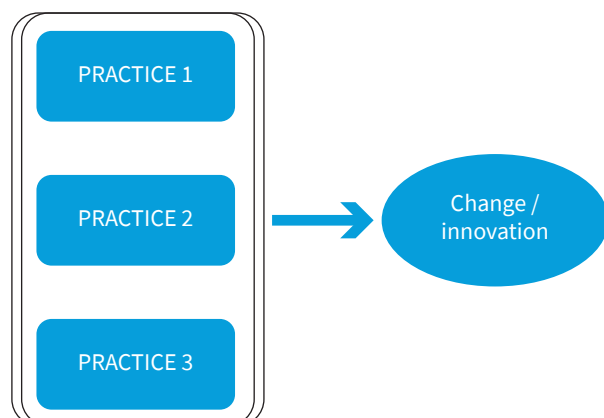 PRACTICE 1
PRACTICE 2
PRACTICE 3
Change /
innovation